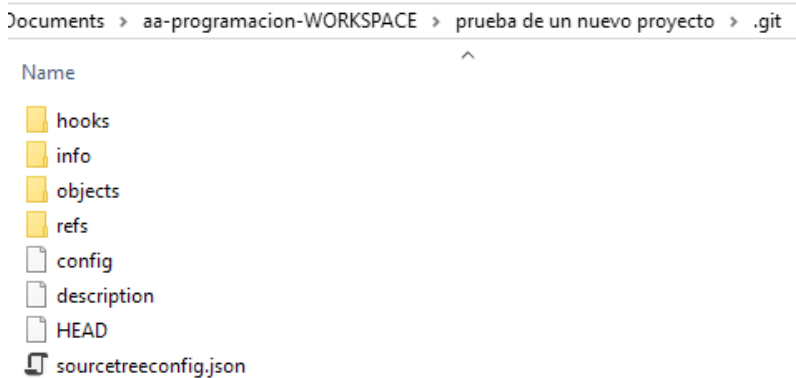 Documents > aa-programacion-WORKSPACE > prueba de un nuevo proyecto > .git
Name
hooks
info
objects
refs
config
description
HEAD
sourcetreeconfig.json